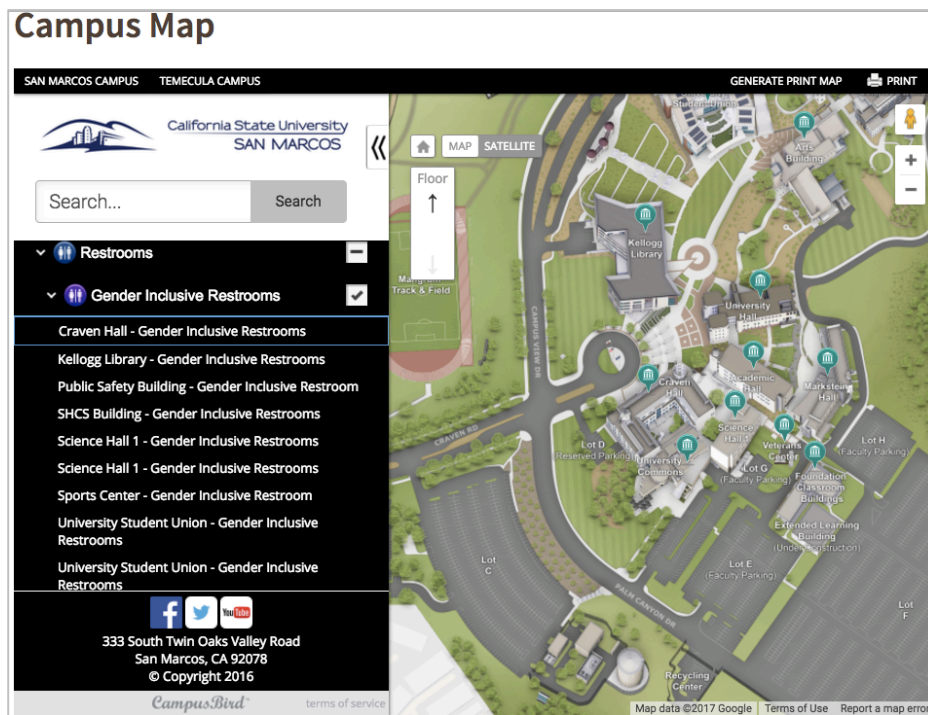 Campus Map
SAN MARCOS CAMPUS
TEMECULA CAMPUS
GENERATE PRINT MAP
PRINT
California State University
SAN MARCOS
Search...
Search
Restrooms
Gender Inclusive Restrooms
Craven Hall - Gender Inclusive Restrooms
Kellogg Library - Gender Inclusive Restrooms
Public Safety Building - Gender Inclusive Restroom
SHCS Building - Gender Inclusive Restrooms
Science Hall 1 - Gender Inclusive Restrooms
Science Hall 1 - Gender Inclusive Restrooms
Sports Center - Gender Inclusive Restroom
University Student Union - Gender Inclusive
Restrooms
University Student Union - Gender Inclusive
Restrooms
You Tube
333 South Twin Oaks Valley Road
San Marcos, CA 92078
© Copyright 2016
CampusBird
terms of service
MAP
SATELLITE
Floor
Student Union
Arts
Building
Kellogg
Library
Track & Field
University
Hall
CAMPUS VIEW DR
Craven
Hall
Academic
Hall
Markstein
Hall
CRAVEN RD
Science
Hall 1
Lot D
(Reserved Parking)
University
Commons
Veterans
Center
Lot H
(Faculty Parking)
Lot G
(Faculty Parking)
Foundation
Classroom
Buildings
Extended Learning
Building
(Under Construction)
Lot
C
Lot E
(Faculty Parking)
Lot
F
PALM CANYON DR
Recycling
Center
Map data ©2017 Google
Terms of Use
Report a map error